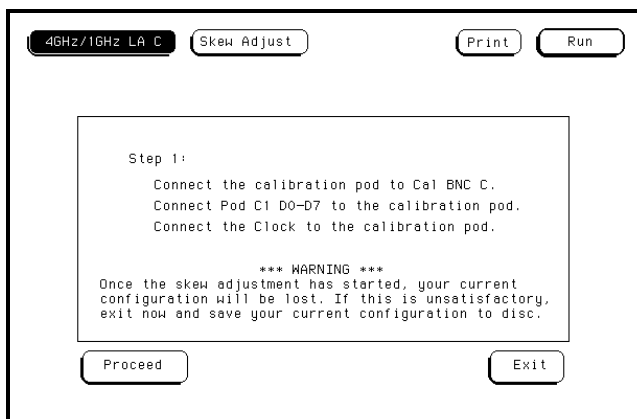 4GHz/1GHz LA C Skew Adjust Print Run
Step 1:
Connect the calibration pod to Cal BNC C.
Connect Pod C1 D0-D7 to the calibration pod.
Connect the Clock to the calibration pod.
*** WARNING ***
Once the skew adjustment has started, your current
configuration will be lost. If this is unsatisfactory,
exit now and save your current configuration to disc.
Proceed Exit